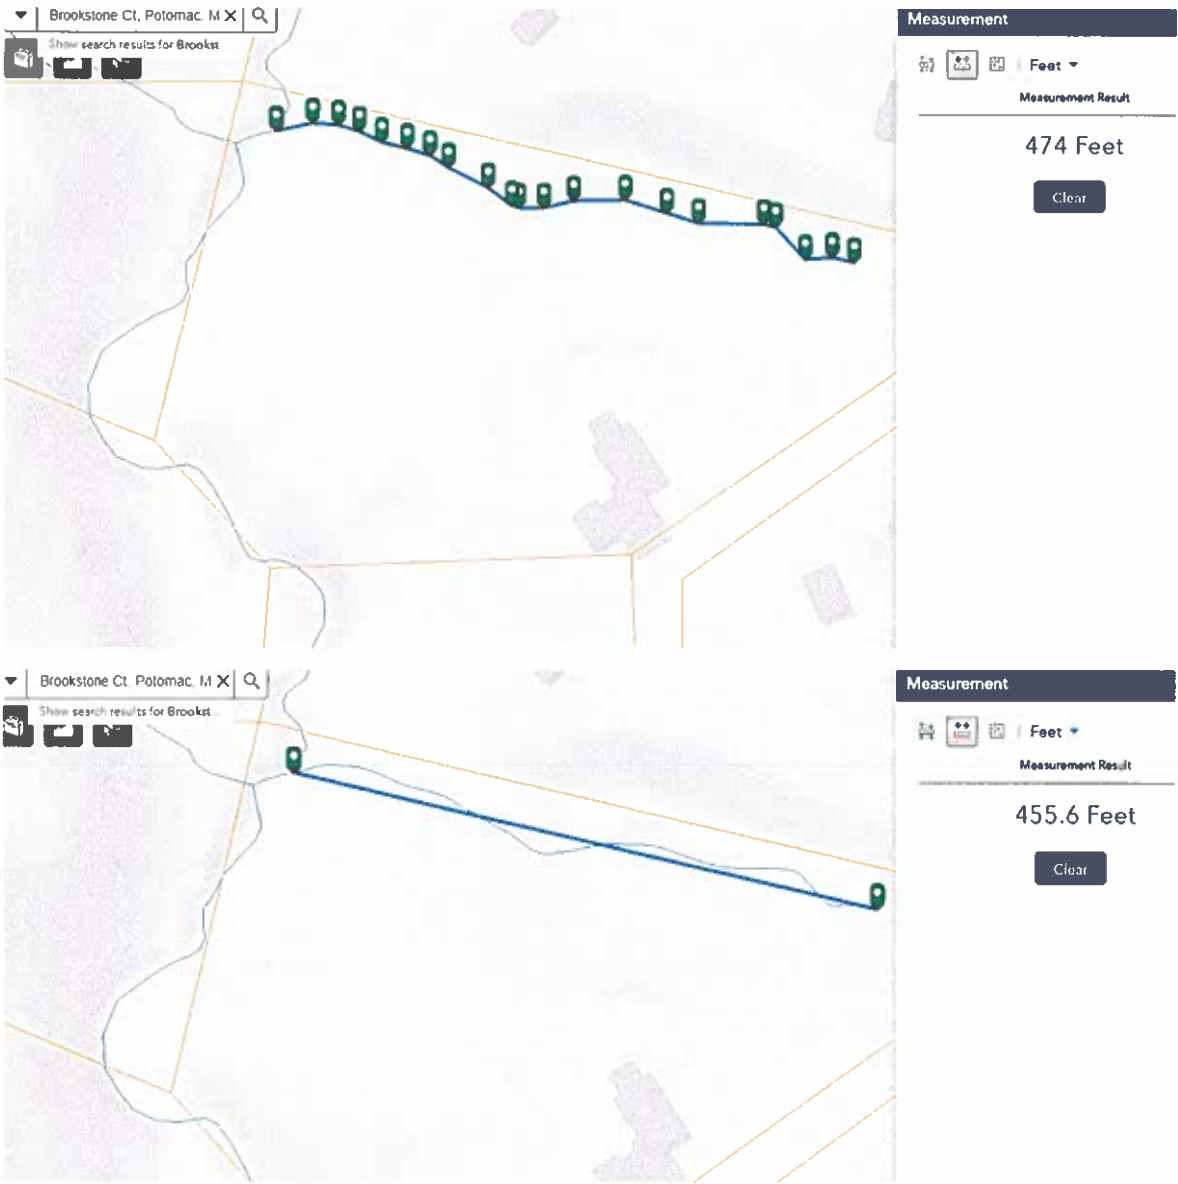 Brookstone Ct, Potomac, M
Show search results for Brookst...
Measurement
Feet
Measurement Result
474 Feet
Clear
Brookstone Ct, Potomac, M
Show search results for Brookst...
Measurement
Feet
Measurement Result
455.6 Feet
Clear